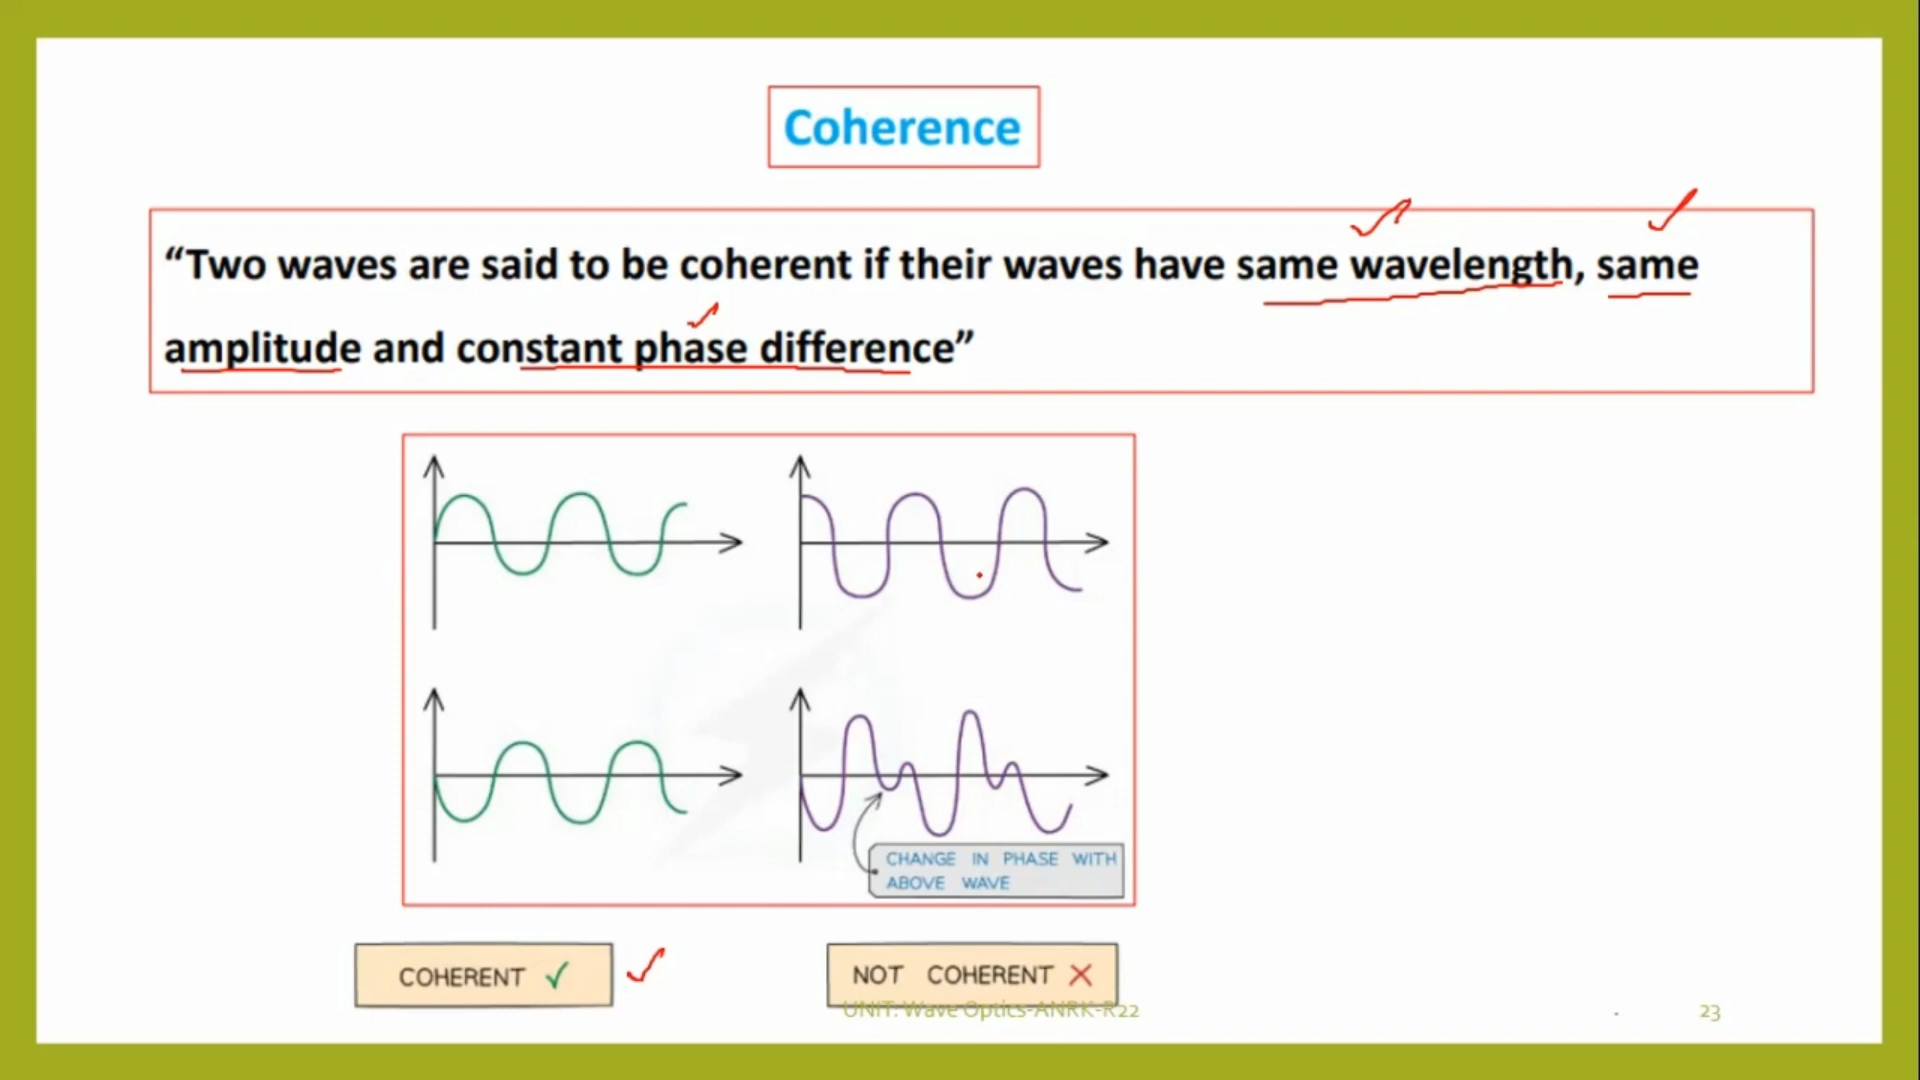 Coherence
“Two waves are said to be coherent if their waves have same wavelength, same
amplitude and constant phase difference”
CHANGE IN PHASE WITH
ABOVE WAVE
COHERENT ✓
NOT COHERENT ✕
UNIT: Wave Optics-ANRK-R22
.
23